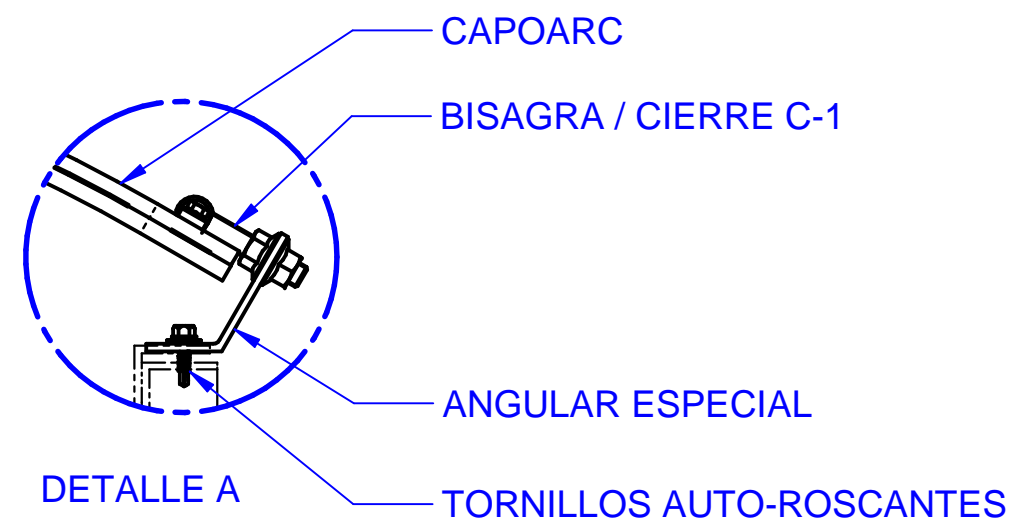 CAPOARC
BISAGRA / CIERRE C-1
ANGULAR ESPECIAL
DETALLE A
TORNILLOS AUTO-ROSCANTES